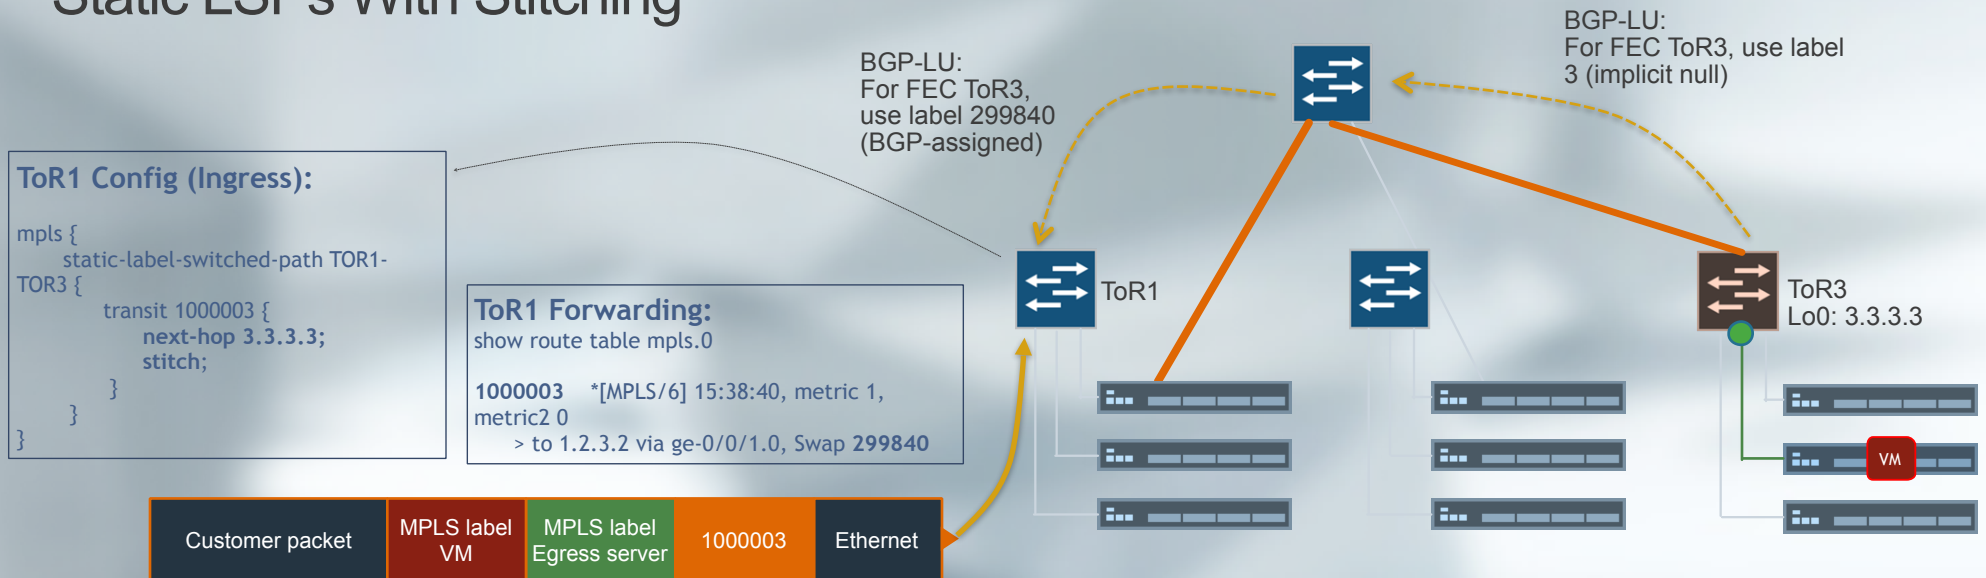 Static LSP's With Stitching
BGP-LU:
For FEC ToR3, use label
3 (implicit null)
BGP-LU:
For FEC ToR3,
use label 299840
(BGP-assigned)
ToR1 Config (Ingress):
mpls {
static-label-switched-path TOR1-
TOR3 {
transit 1000003 {
next-hop 3.3.3.3;
stitch;
}
}
}
ToR1 Forwarding:
show route table mpls.0
1000003 *[MPLS/6] 15:38:40, metric 1,
metric2 0
> to 1.2.3.2 via ge-0/0/1.0, Swap 299840
ToR1
ToR3
Lo0: 3.3.3.3
VM
Customer packet
MPLS label
VM
MPLS label
Egress server
1000003
Ethernet